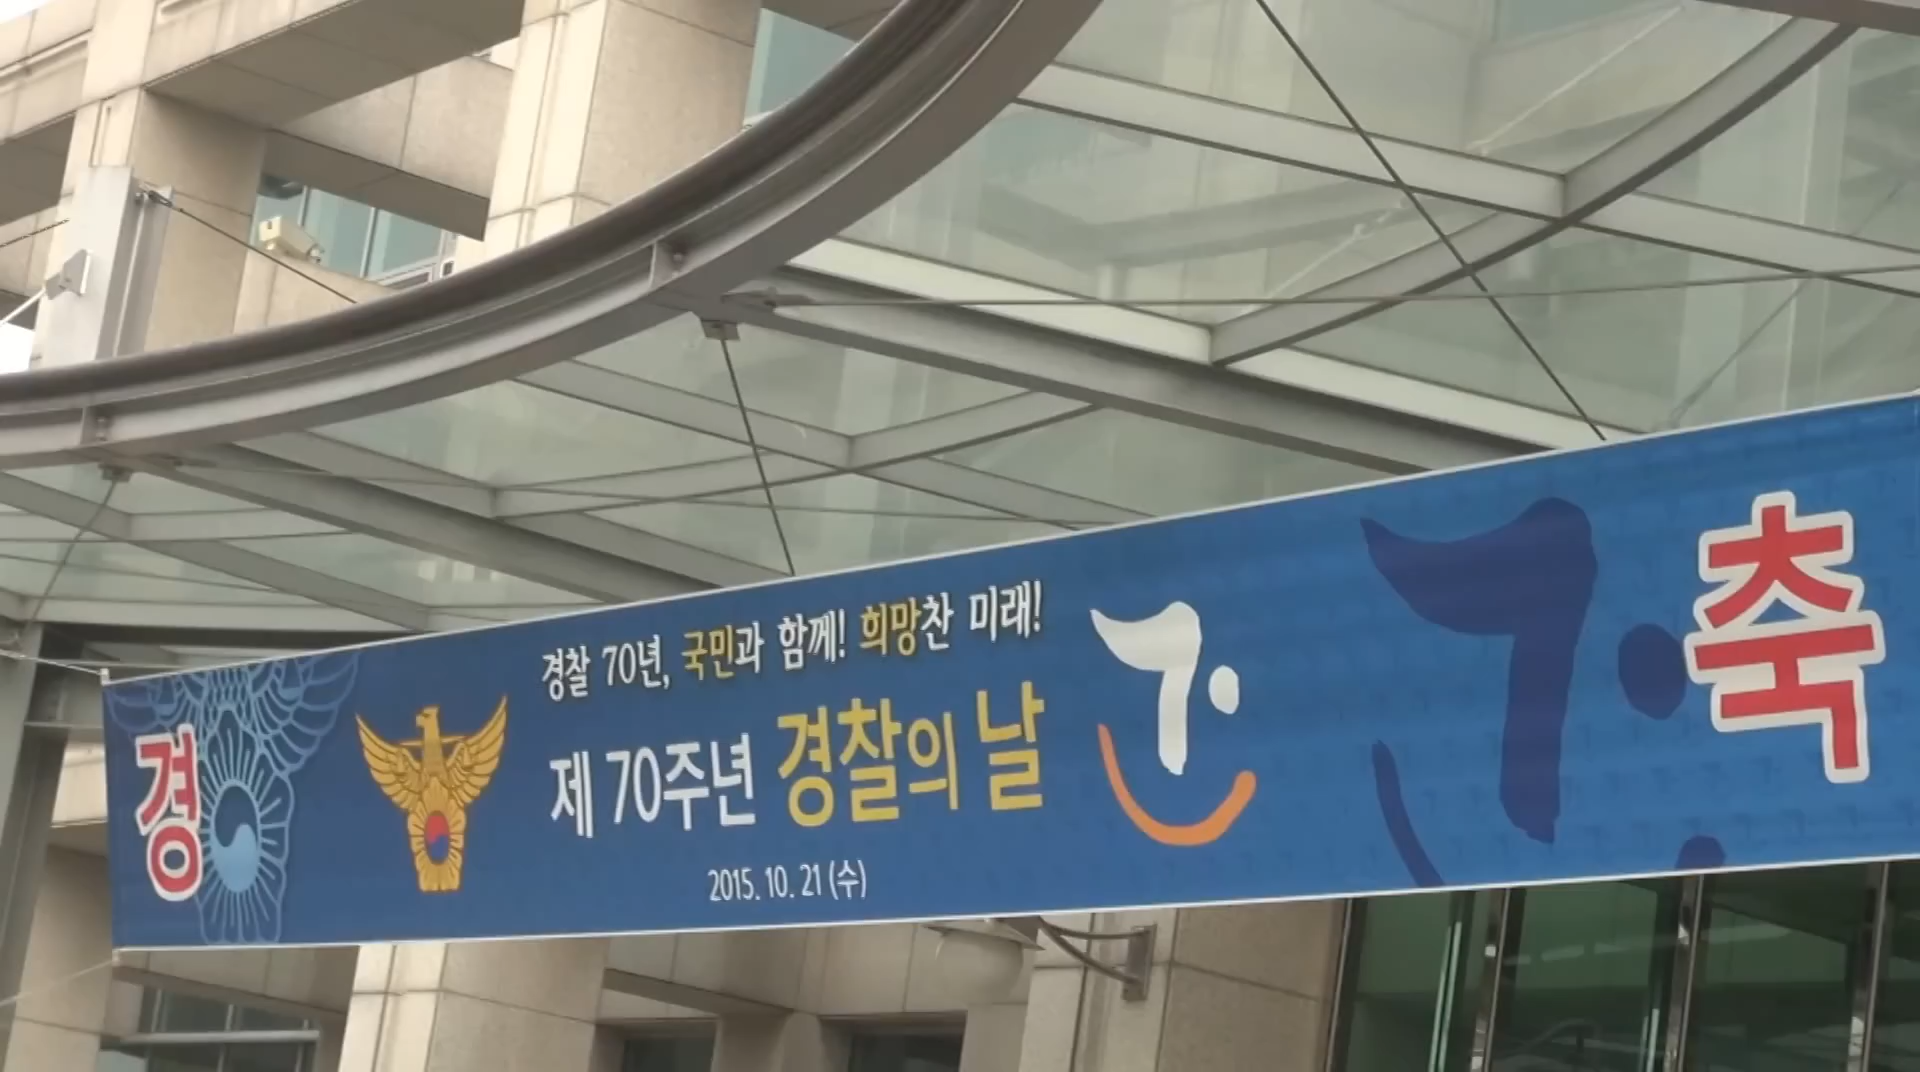 경
경찰 70년, 국민과 함께! 희망찬 미래!
제 70주년 경찰의 날
2015. 10. 21 (수)
축